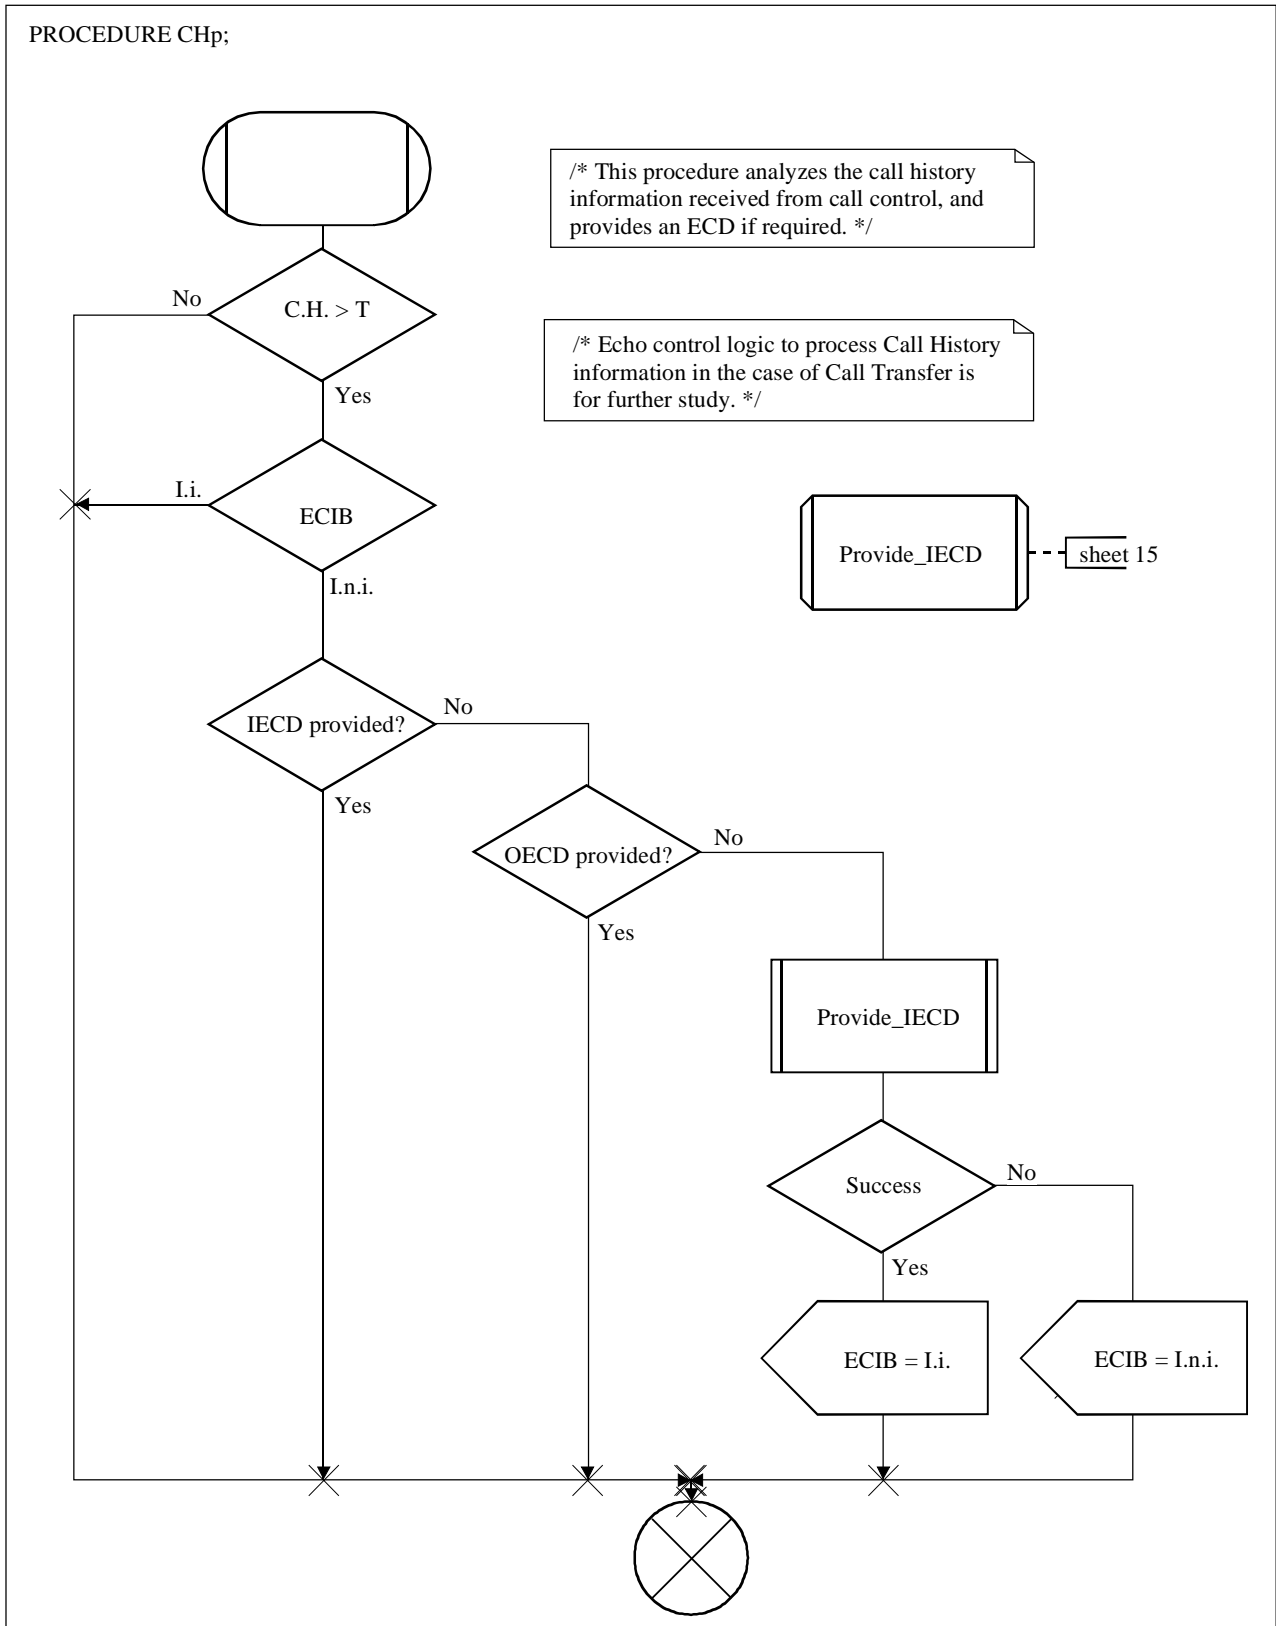 PROCEDURE CHp;
/* This procedure analyzes the call history
information received from call control, and
provides an ECD if required. */
No
C.H. > T
Yes
/* Echo control logic to process Call History
information in the case of Call Transfer is
for further study. */
I.i.
ECIB
I.n.i.
Provide_IECD
sheet 15
IECD provided?
No
Yes
OECD provided?
No
Yes
Provide_IECD
Success
No
Yes
ECIB = I.i.
ECIB = I.n.i.